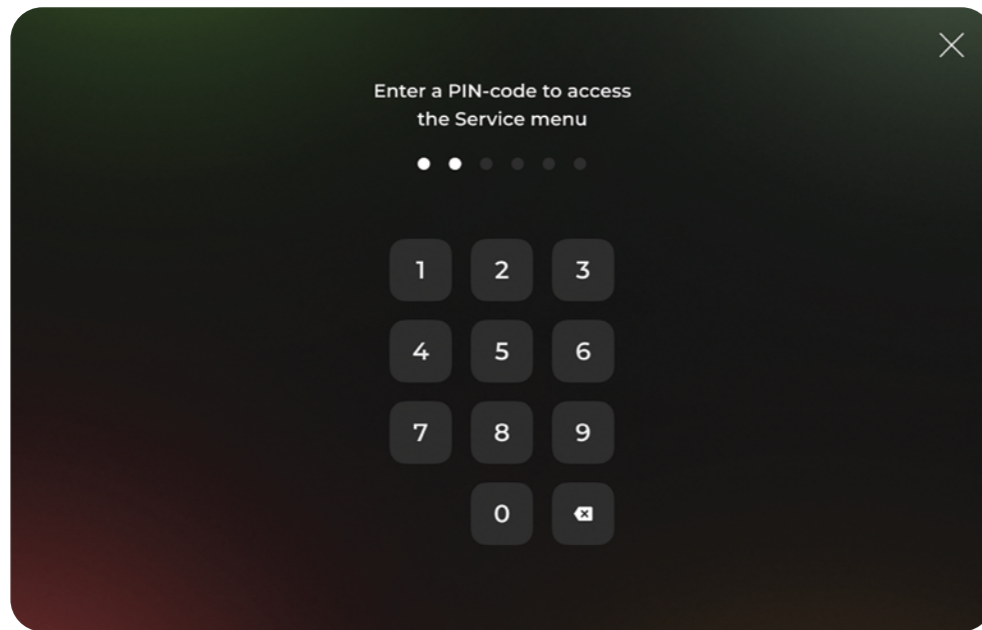 Enter a PIN-code to access
the Service menu
1 2 3
4 5 6
7 8 9
0